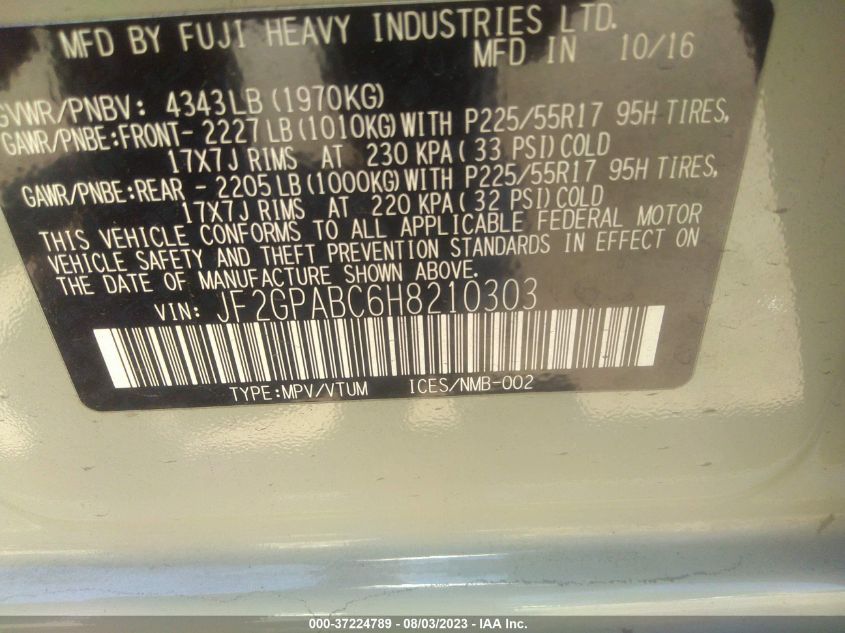 MFD BY FUJI HEAVY INDUSTRIES LTD.
MFD IN 10/16
GVWR/PNBV: 4343LB (1970KG)
GAWR/PNBE:FRONT- 2227 LB (1010KG) WITH P225/55R17 95H TIRES,
17X7J RIMS AT 230 KPA( 33 PSI)COLD
GAWR/PNBE:REAR - 2205 LB (1000KG) WITH P225/55R17 95H TIRES,
17X7J RIMS AT 220 KPA( 32 PSI)COLD
THIS VEHICLE CONFORMS TO ALL APPLICABLE FEDERAL MOTOR
VEHICLE SAFETY AND THEFT PREVENTION STANDARDS IN EFFECT ON
THE DATE OF MANUFACTURE SHOWN ABOVE.
VIN: JF2GPABC6H8210303
TYPE:MPV/VTUM ICES/NMB-002
000-37224789 - 08/03/2023 - IAA Inc.